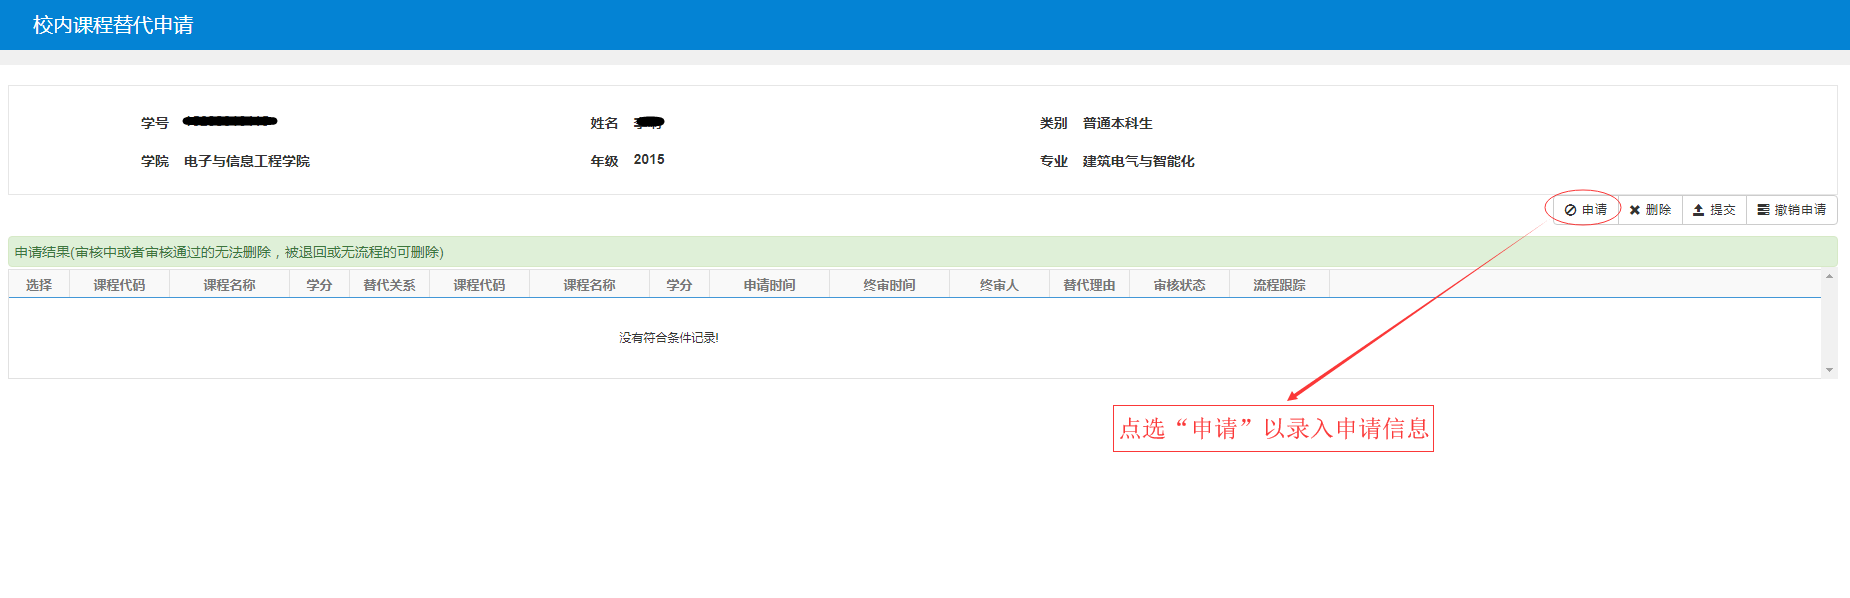 校内课程替代申请
学号 姓名 类别 普通本科生
学院 电子与信息工程学院 年级 2015 专业 建筑电气与智能化
申请 删除 提交 撤销申请
申请结果(审核中或者审核通过的无法删除，被退回或无流程的可删除)
选择 课程代码 课程名称 学分 替代关系 课程代码 课程名称 学分 申请时间 终审时间 终审人 替代理由 审核状态 流程跟踪
没有符合条件记录!
点选“申请”以录入申请信息